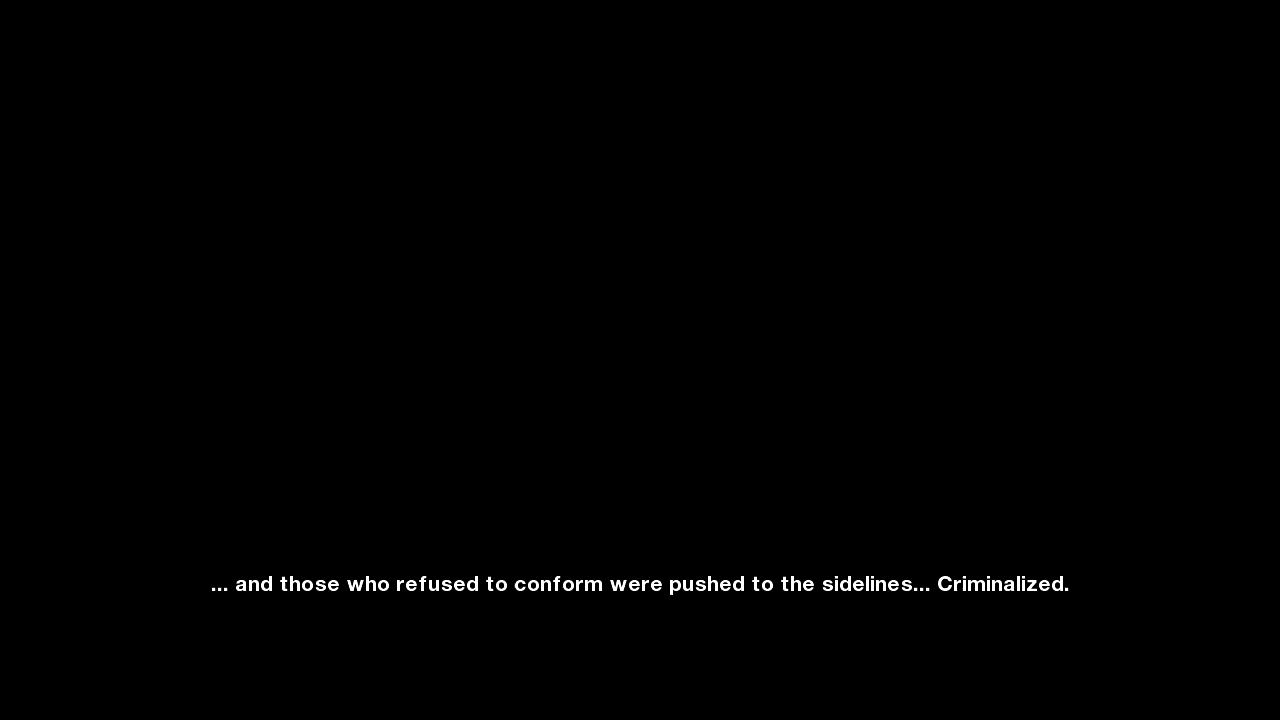 ... and those who refused to conform were pushed to the sidelines... Criminalized.